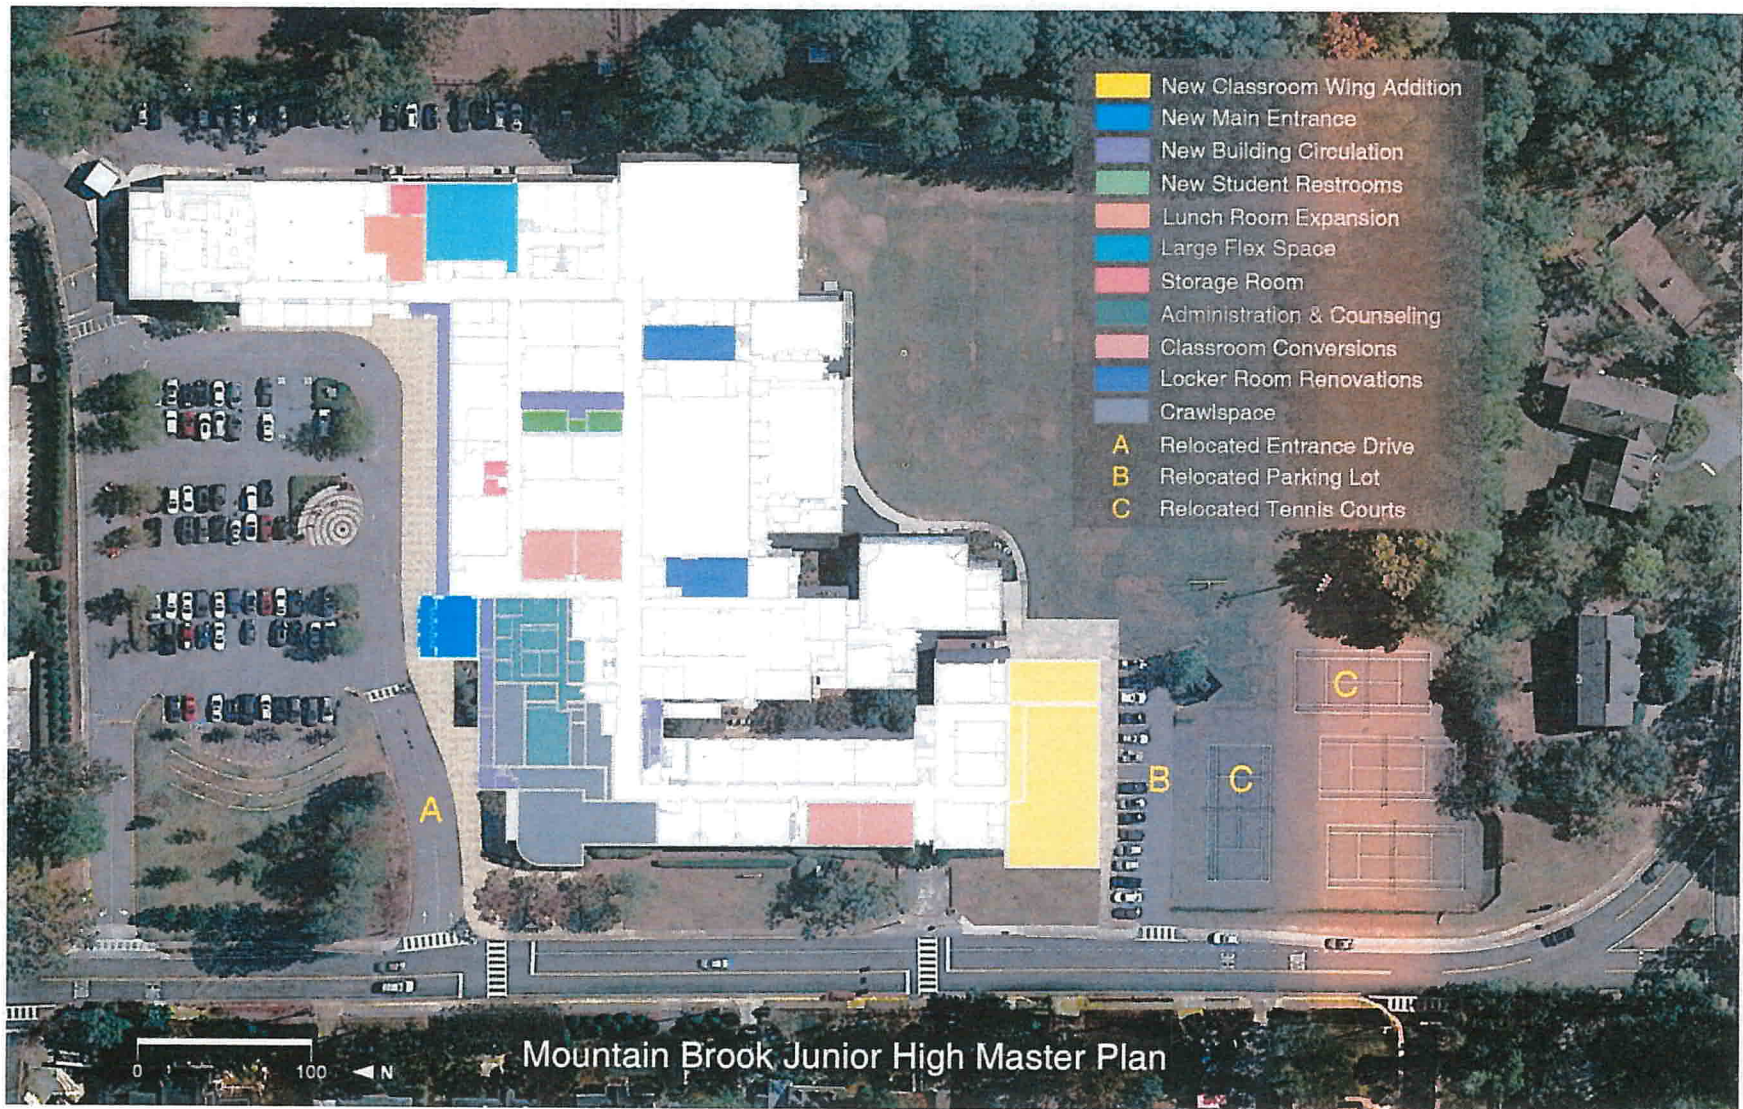 New Classroom Wing Addition
New Main Entrance
New Building Circulation
New Student Restrooms
Lunch Room Expansion
Large Flex Space
Storage Room
Administration & Counseling
Classroom Conversions
Locker Room Renovations
Crawlspace
A Relocated Entrance Drive
B Relocated Parking Lot
C Relocated Tennis Courts
C
B
C
A
0 100 N
Mountain Brook Junior High Master Plan